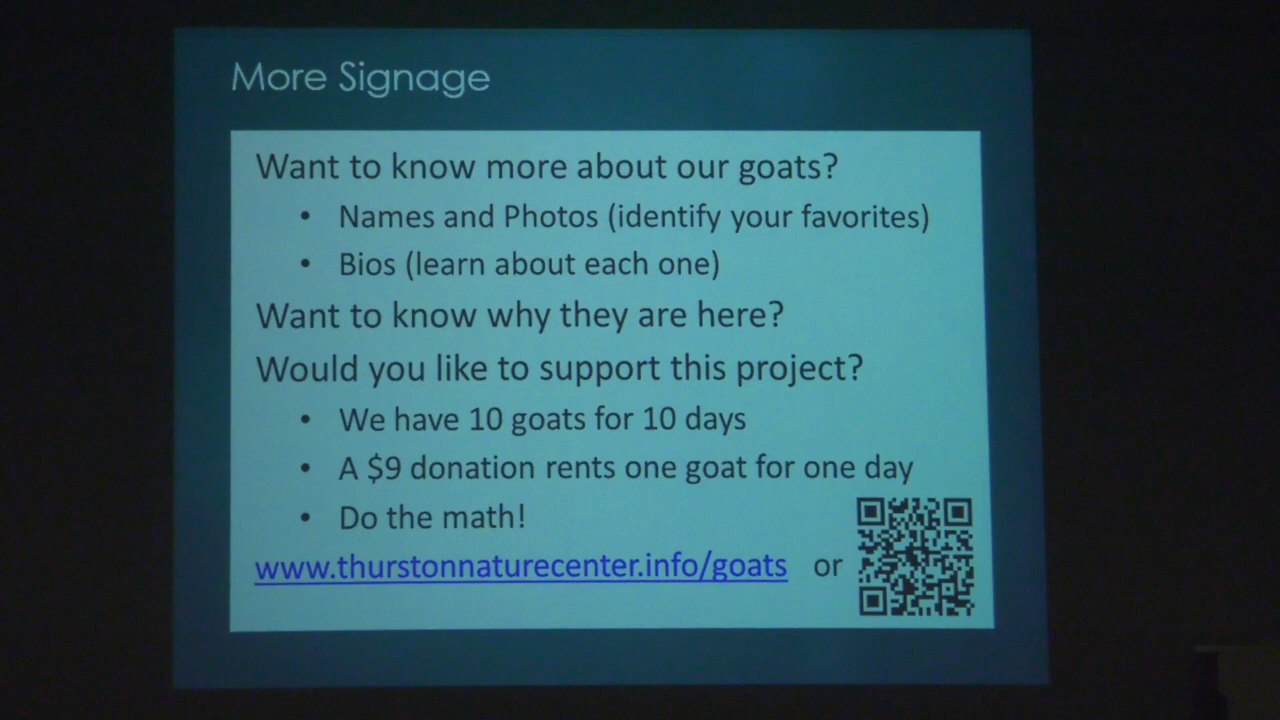 More Signage
Want to know more about our goats?
• Names and Photos (identify your favorites)
• Bios (learn about each one)
Want to know why they are here?
Would you like to support this project?
• We have 10 goats for 10 days
• A $9 donation rents one goat for one day
• Do the math!
www.thurstonnaturecenter.info/goats or